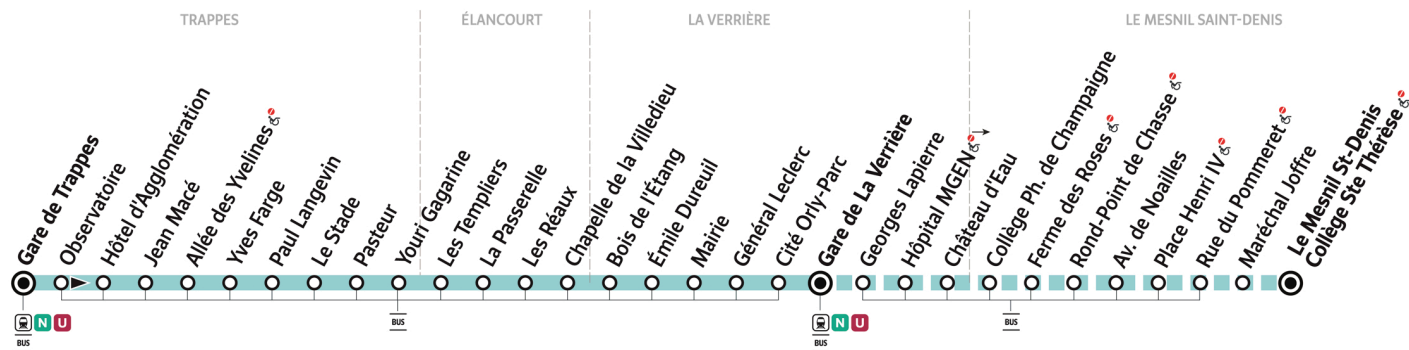 TRAPPES
ÉLANCOURT
LA VERRIÈRE
LE MESNIL SAINT-DENIS
Gare de Trappes
Observatoire
Hôtel d'Agglomération
Jean Macé
Allée des Yvelines
Yves Farge
Paul Langevin
Le Stade
Pasteur
Youri Gagarine
Les Templiers
La Passerelle
Les Réaux
Chapelle de la Villedieu
Bois de l'Étang
Émile Dureuil
Mairie
Général Leclerc
Cité Orly-Parc
Gare de La Verrière
Georges Lapierre
Hôpital MGEN
Château d'Eau
Collège Ph. de Champaigne
Ferme des Roses
Rond-Point de Chasse
Av. de Noailles
Place Henri IV
Rue du Pommeret
Maréchal Joffre
Le Mesnil St-Denis
Collège Ste Thérèse
N U
BUS
BUS
N U
BUS
BUS